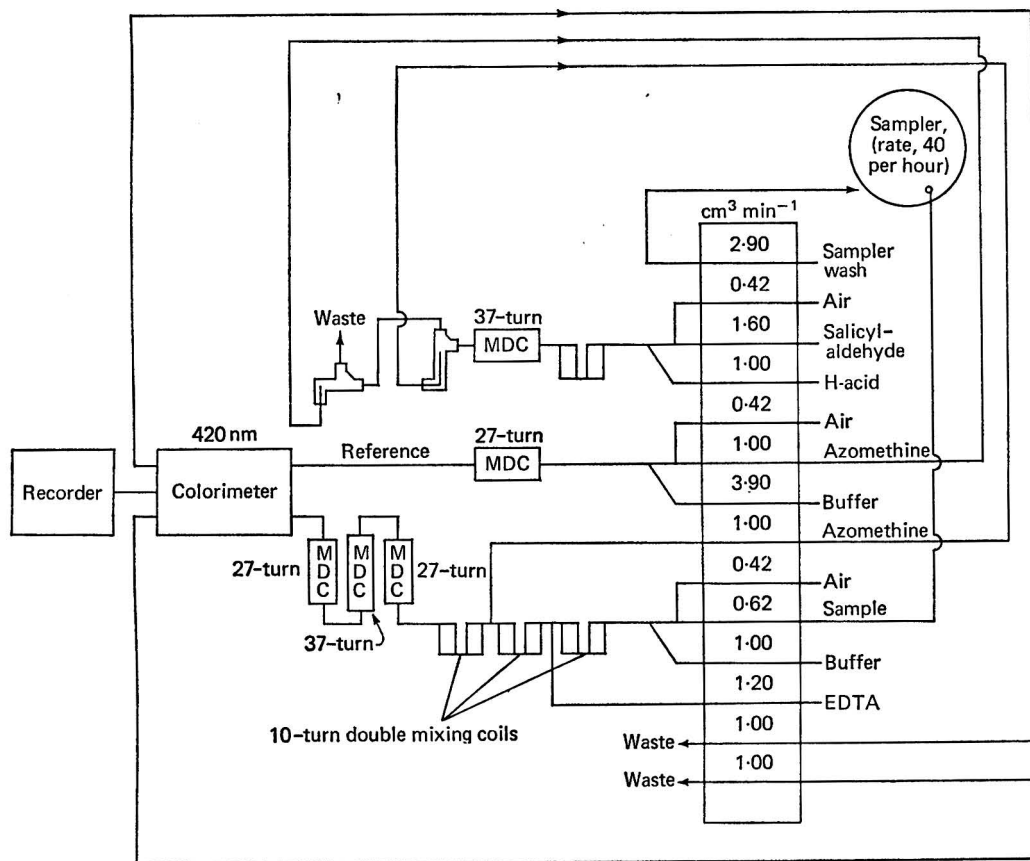 Sampler,
(rate, 40
per hour)
cm³ min⁻¹
2·90
Sampler
wash
0·42
Air
Waste
37-turn
MDC
1·60
Salicyl-
aldehyde
1·00
H-acid
0·42
Air
420 nm
Reference
27-turn
MDC
1·00
Azomethine
Recorder
Colorimeter
3·90
Buffer
1·00
Azomethine
27-turn
MDC
MDC
MDC
27-turn
37-turn
0·42
Air
0·62
Sample
1·00
Buffer
1·20
EDTA
10-turn double mixing coils
1·00
Waste
1·00
Waste